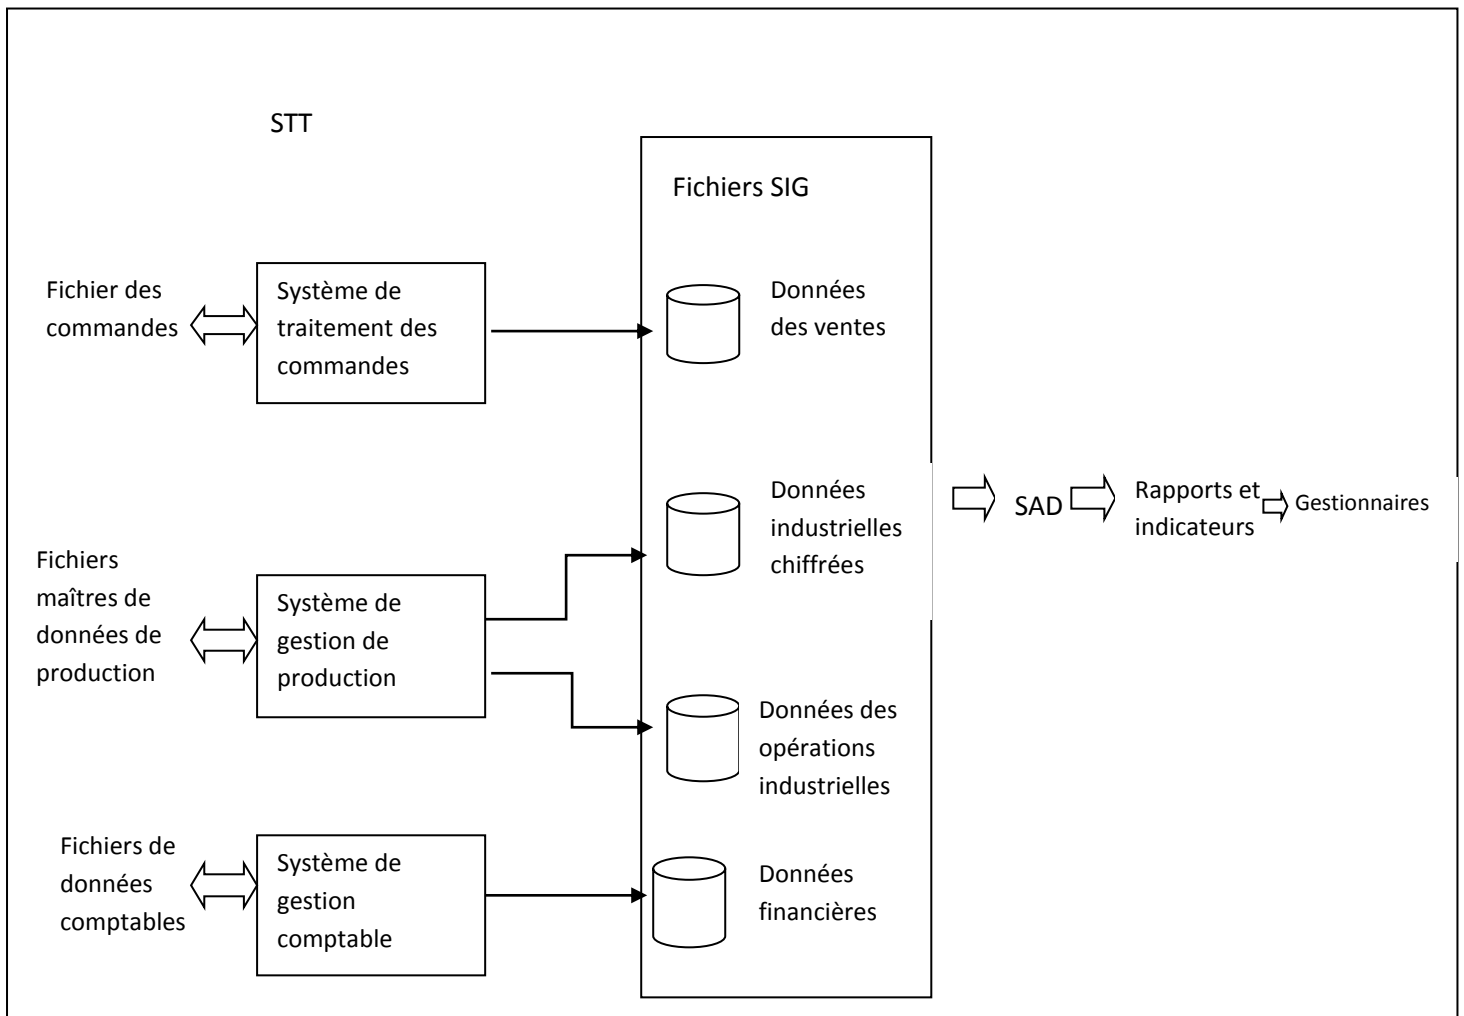 STT
Fichiers SIG
Fichier des
commandes
Système de
traitement des
commandes
Données
des ventes
Données
industrielles
chiffrées
SAD
Rapports et
indicateurs
Gestionnaires
Fichiers
maîtres de
données de
production
Système de
gestion de
production
Données des
opérations
industrielles
Fichiers de
données
comptables
Système de
gestion
comptable
Données
financières